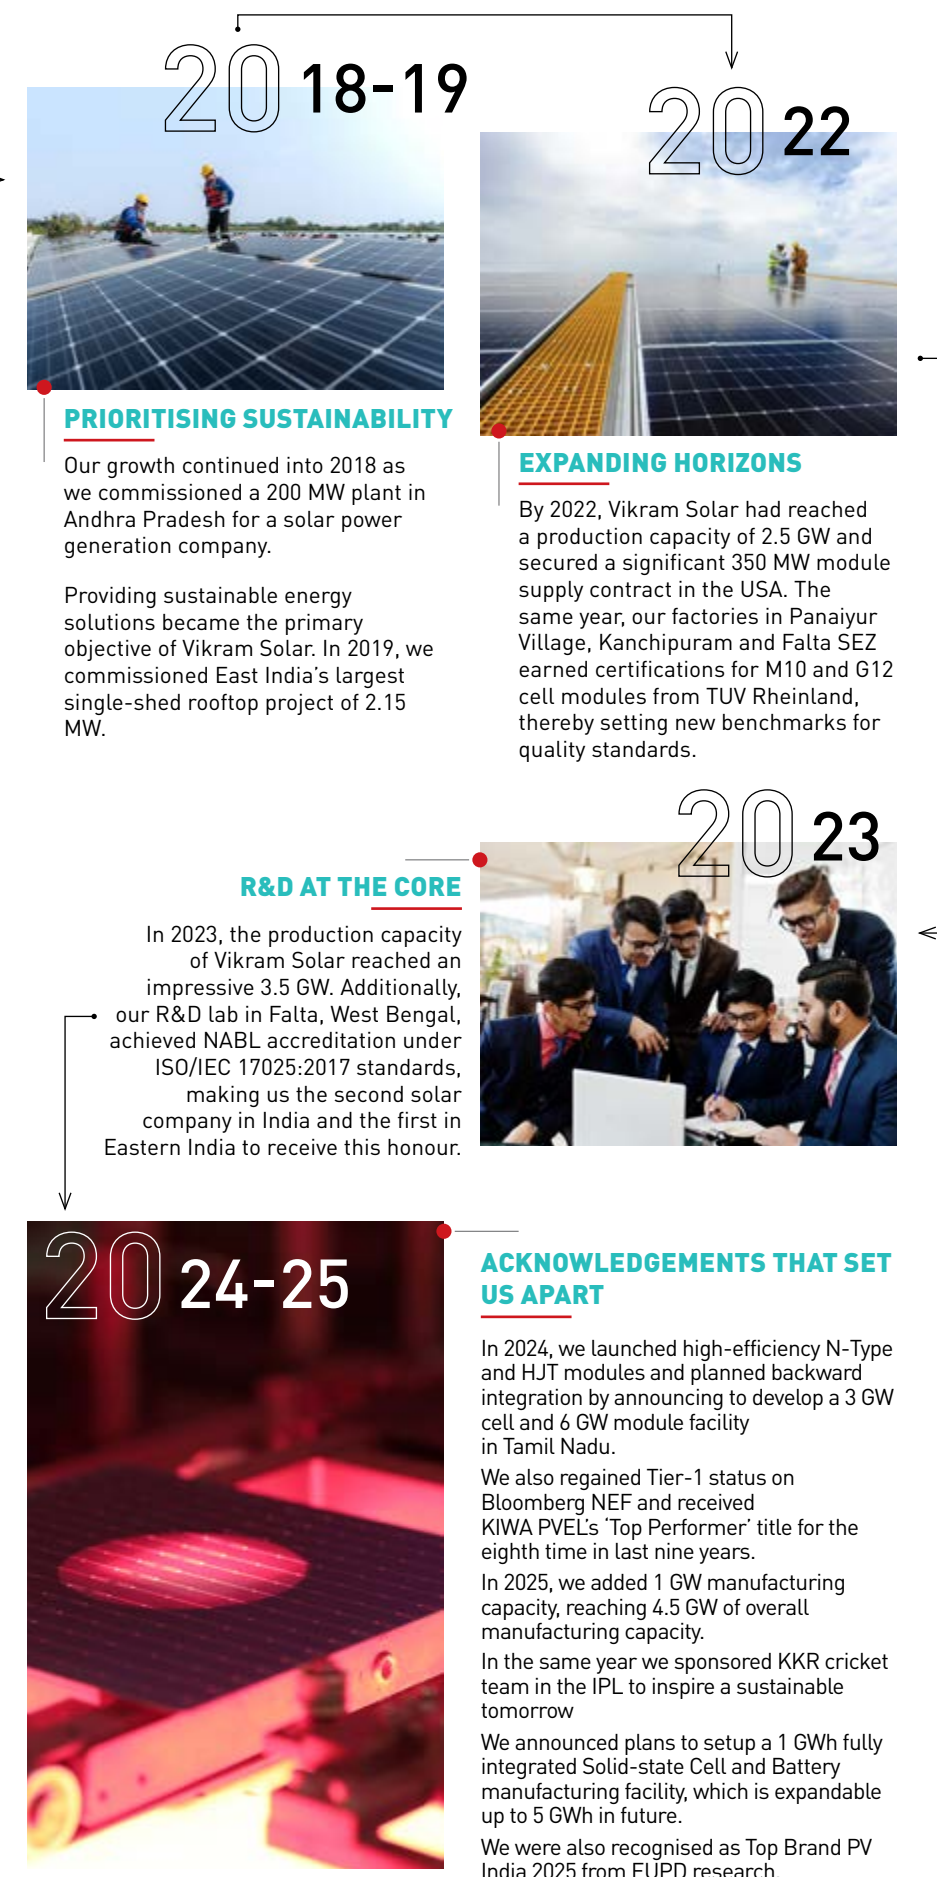 2018-19
PRIORITISING SUSTAINABILITY
Our growth continued into 2018 as
we commissioned a 200 MW plant in
Andhra Pradesh for a solar power
generation company.
Providing sustainable energy
solutions became the primary
objective of Vikram Solar. In 2019, we
commissioned East India’s largest
single-shed rooftop project of 2.15
MW.
2022
EXPANDING HORIZONS
By 2022, Vikram Solar had reached
a production capacity of 2.5 GW and
secured a significant 350 MW module
supply contract in the USA. The
same year, our factories in Panaiyur
Village, Kanchipuram and Falta SEZ
earned certifications for M10 and G12
cell modules from TUV Rheinland,
thereby setting new benchmarks for
quality standards.
2023
R&D AT THE CORE
In 2023, the production capacity
of Vikram Solar reached an
impressive 3.5 GW. Additionally,
our R&D lab in Falta, West Bengal,
achieved NABL accreditation under
ISO/IEC 17025:2017 standards,
making us the second solar
company in India and the first in
Eastern India to receive this honour.
2024-25
ACKNOWLEDGEMENTS THAT SET
US APART
In 2024, we launched high-efficiency N-Type
and HJT modules and planned backward
integration by announcing to develop a 3 GW
cell and 6 GW module facility
in Tamil Nadu.
We also regained Tier-1 status on
Bloomberg NEF and received
KIWA PVEL’s ‘Top Performer’ title for the
eighth time in last nine years.
In 2025, we added 1 GW manufacturing
capacity, reaching 4.5 GW of overall
manufacturing capacity.
In the same year we sponsored KKR cricket
team in the IPL to inspire a sustainable
tomorrow
We announced plans to setup a 1 GWh fully
integrated Solid-state Cell and Battery
manufacturing facility, which is expandable
up to 5 GWh in future.
We were also recognised as Top Brand PV
India 2025 from EUPD research.